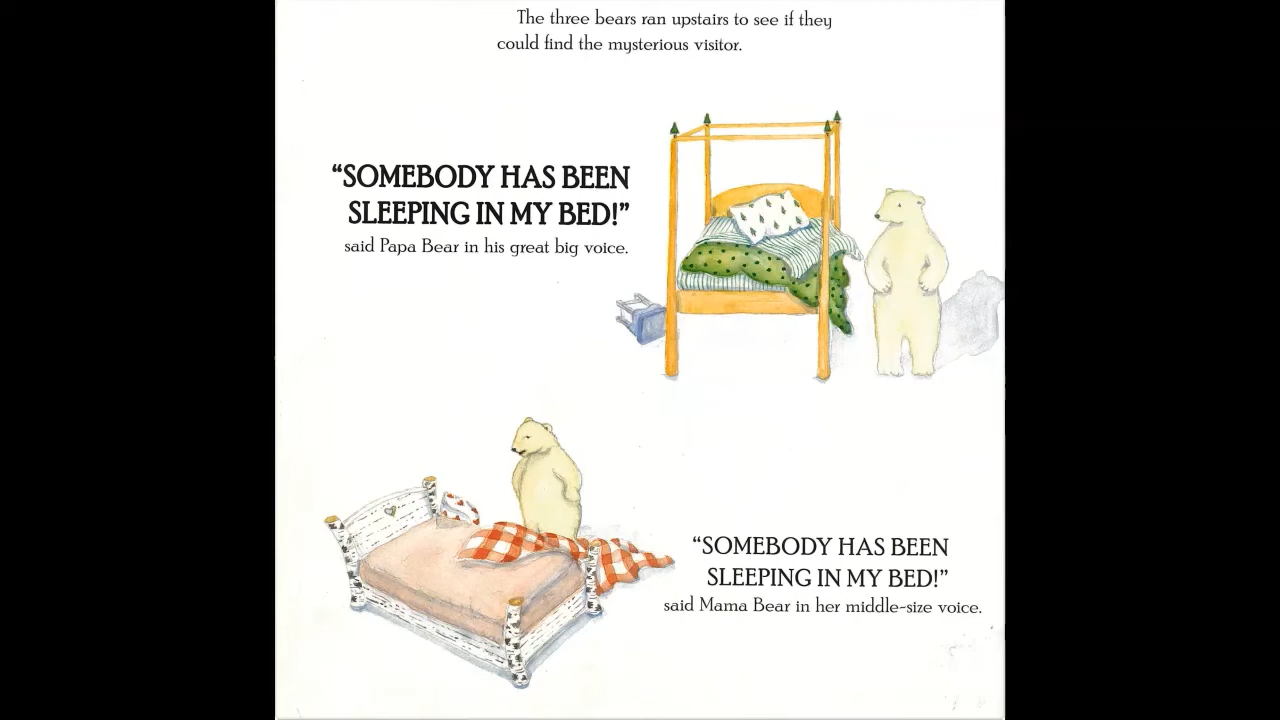 The three bears ran upstairs to see if they
could find the mysterious visitor.
“SOMEBODY HAS BEEN
SLEEPING IN MY BED!”
said Papa Bear in his great big voice.
“SOMEBODY HAS BEEN
SLEEPING IN MY BED!”
said Mama Bear in her middle-size voice.